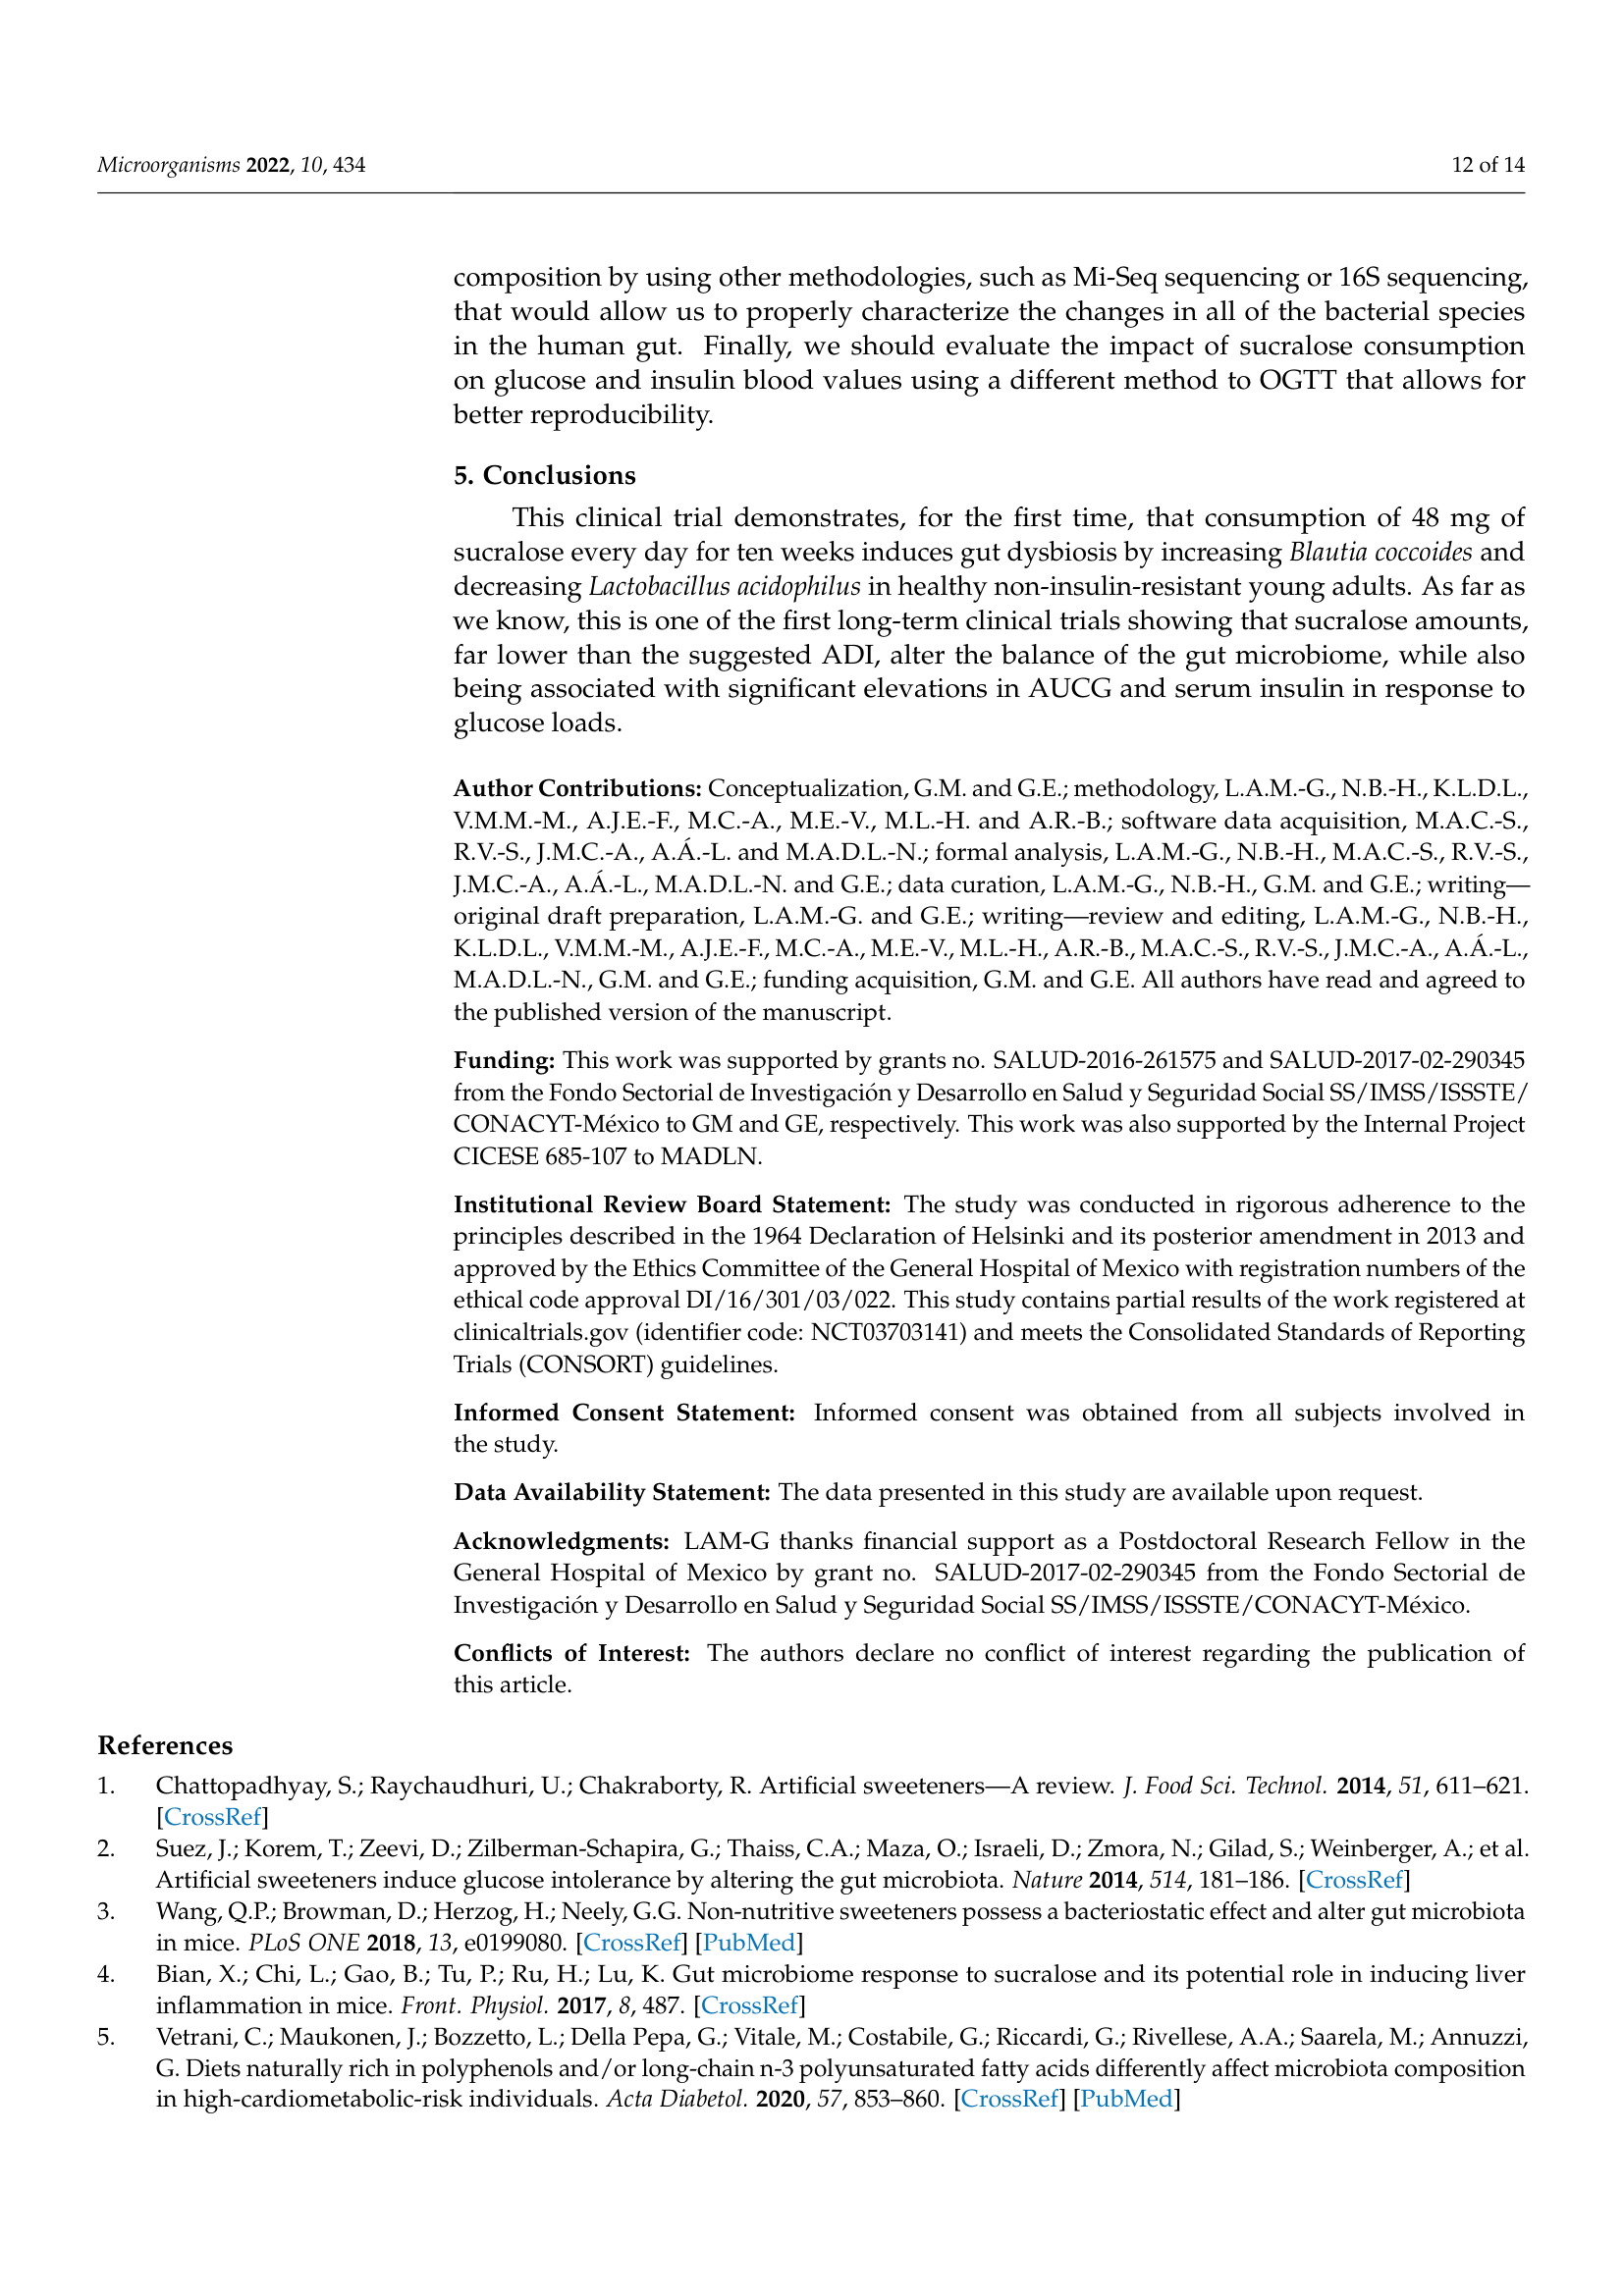 Microorganisms 2022, 10, 434
12 of 14
composition by using other methodologies, such as Mi-Seq sequencing or 16S sequencing,
that would allow us to properly characterize the changes in all of the bacterial species
in the human gut. Finally, we should evaluate the impact of sucralose consumption
on glucose and insulin blood values using a different method to OGTT that allows for
better reproducibility.
5. Conclusions
This clinical trial demonstrates, for the first time, that consumption of 48 mg of
sucralose every day for ten weeks induces gut dysbiosis by increasing Blautia coccoides and
decreasing Lactobacillus acidophilus in healthy non-insulin-resistant young adults. As far as
we know, this is one of the first long-term clinical trials showing that sucralose amounts,
far lower than the suggested ADI, alter the balance of the gut microbiome, while also
being associated with significant elevations in AUCG and serum insulin in response to
glucose loads.
Author Contributions: Conceptualization, G.M. and G.E.; methodology, L.A.M.-G., N.B.-H., K.L.D.L.,
V.M.M.-M., A.J.E.-F., M.C.-A., M.E.-V., M.L.-H. and A.R.-B.; software data acquisition, M.A.C.-S.,
R.V.-S., J.M.C.-A., A.Á.-L. and M.A.D.L.-N.; formal analysis, L.A.M.-G., N.B.-H., M.A.C.-S., R.V.-S.,
J.M.C.-A., A.Á.-L., M.A.D.L.-N. and G.E.; data curation, L.A.M.-G., N.B.-H., G.M. and G.E.; writing—
original draft preparation, L.A.M.-G. and G.E.; writing—review and editing, L.A.M.-G., N.B.-H.,
K.L.D.L., V.M.M.-M., A.J.E.-F., M.C.-A., M.E.-V., M.L.-H., A.R.-B., M.A.C.-S., R.V.-S., J.M.C.-A., A.Á.-L.,
M.A.D.L.-N., G.M. and G.E.; funding acquisition, G.M. and G.E. All authors have read and agreed to
the published version of the manuscript.
Funding: This work was supported by grants no. SALUD-2016-261575 and SALUD-2017-02-290345
from the Fondo Sectorial de Investigación y Desarrollo en Salud y Seguridad Social SS/IMSS/ISSSTE/
CONACYT-México to GM and GE, respectively. This work was also supported by the Internal Project
CICESE 685-107 to MADLN.
Institutional Review Board Statement: The study was conducted in rigorous adherence to the
principles described in the 1964 Declaration of Helsinki and its posterior amendment in 2013 and
approved by the Ethics Committee of the General Hospital of Mexico with registration numbers of the
ethical code approval DI/16/301/03/022. This study contains partial results of the work registered at
clinicaltrials.gov (identifier code: NCT03703141) and meets the Consolidated Standards of Reporting
Trials (CONSORT) guidelines.
Informed Consent Statement: Informed consent was obtained from all subjects involved in
the study.
Data Availability Statement: The data presented in this study are available upon request.
Acknowledgments: LAM-G thanks financial support as a Postdoctoral Research Fellow in the
General Hospital of Mexico by grant no. SALUD-2017-02-290345 from the Fondo Sectorial de
Investigación y Desarrollo en Salud y Seguridad Social SS/IMSS/ISSSTE/CONACYT-México.
Conflicts of Interest: The authors declare no conflict of interest regarding the publication of
this article.
References
1. Chattopadhyay, S.; Raychaudhuri, U.; Chakraborty, R. Artificial sweeteners—A review. J. Food Sci. Technol. 2014, 51, 611–621.
[CrossRef]
2. Suez, J.; Korem, T.; Zeevi, D.; Zilberman-Schapira, G.; Thaiss, C.A.; Maza, O.; Israeli, D.; Zmora, N.; Gilad, S.; Weinberger, A.; et al.
Artificial sweeteners induce glucose intolerance by altering the gut microbiota. Nature 2014, 514, 181–186. [CrossRef]
3. Wang, Q.P.; Browman, D.; Herzog, H.; Neely, G.G. Non-nutritive sweeteners possess a bacteriostatic effect and alter gut microbiota
in mice. PLoS ONE 2018, 13, e0199080. [CrossRef] [PubMed]
4. Bian, X.; Chi, L.; Gao, B.; Tu, P.; Ru, H.; Lu, K. Gut microbiome response to sucralose and its potential role in inducing liver
inflammation in mice. Front. Physiol. 2017, 8, 487. [CrossRef]
5. Vetrani, C.; Maukonen, J.; Bozzetto, L.; Della Pepa, G.; Vitale, M.; Costabile, G.; Riccardi, G.; Rivellese, A.A.; Saarela, M.; Annuzzi,
G. Diets naturally rich in polyphenols and/or long-chain n-3 polyunsaturated fatty acids differently affect microbiota composition
in high-cardiometabolic-risk individuals. Acta Diabetol. 2020, 57, 853–860. [CrossRef] [PubMed]